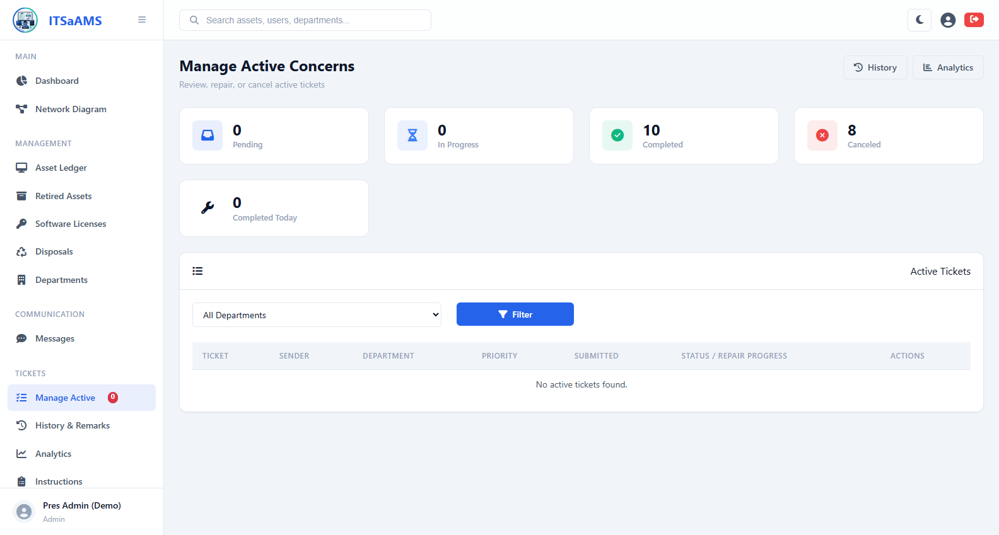 ITSaAMS
Search assets, users, departments...
MAIN
Dashboard
Network Diagram
MANAGEMENT
Asset Ledger
Retired Assets
Software Licenses
Disposals
Departments
COMMUNICATION
Messages
TICKETS
Manage Active 0
History & Remarks
Analytics
Instructions
Pres Admin (Demo)
Admin
Manage Active Concerns
Review, repair, or cancel active tickets
History
Analytics
0
Pending
0
In Progress
10
Completed
8
Canceled
0
Completed Today
Active Tickets
All Departments
Filter
TICKET SENDER DEPARTMENT PRIORITY SUBMITTED STATUS / REPAIR PROGRESS ACTIONS
No active tickets found.